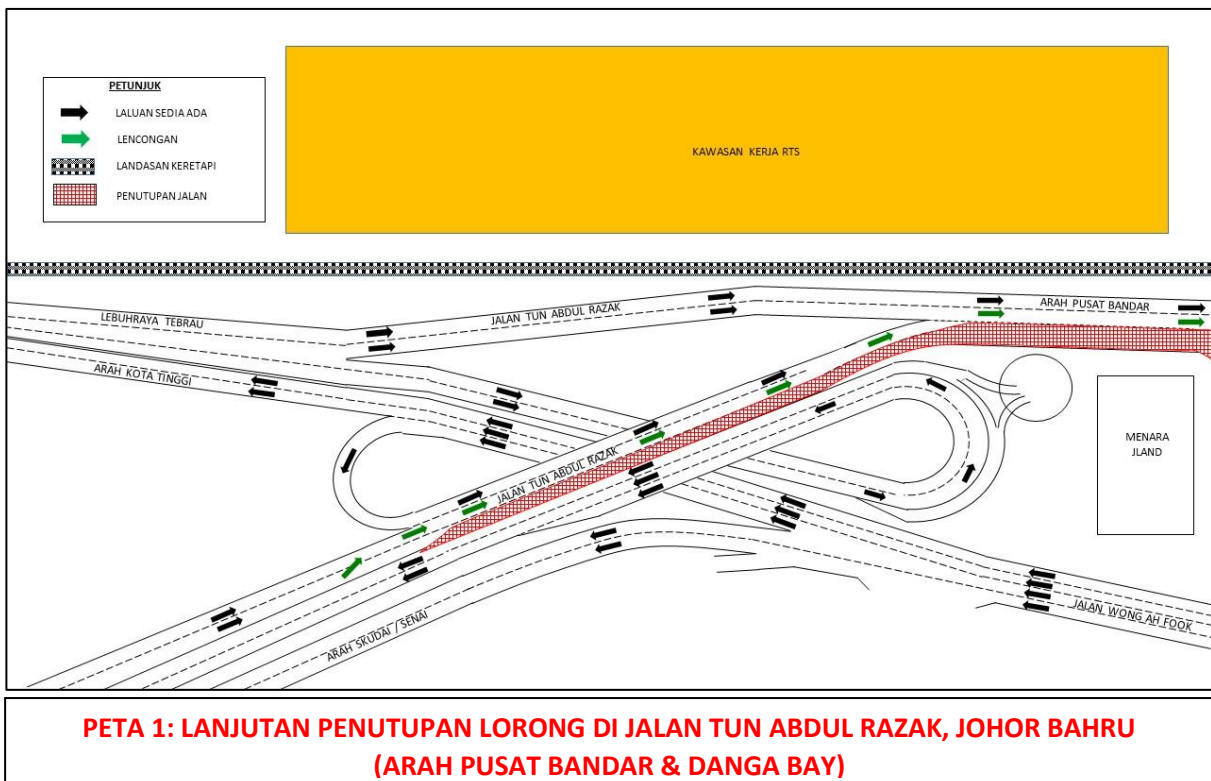 PETUNJUK
LALUAN SEDIA ADA
LENCONGAN
LANDASAN KERETAPI
PENUTUPAN JALAN
KAWASAN KERJA RTS
LEBUHRAYA TEBRAU
JALAN TUN ABDUL RAZAK
ARAH PUSAT BANDAR
ARAH KOTA TINGGI
MENARA
JLAND
JALAN TUN ABDUL RAZAK
JALAN WONG AH FOOK
ARAH SKUDAI / SENAI
PETA 1: LANJUTAN PENUTUPAN LORONG DI JALAN TUN ABDUL RAZAK, JOHOR BAHRU
(ARAH PUSAT BANDAR & DANGA BAY)